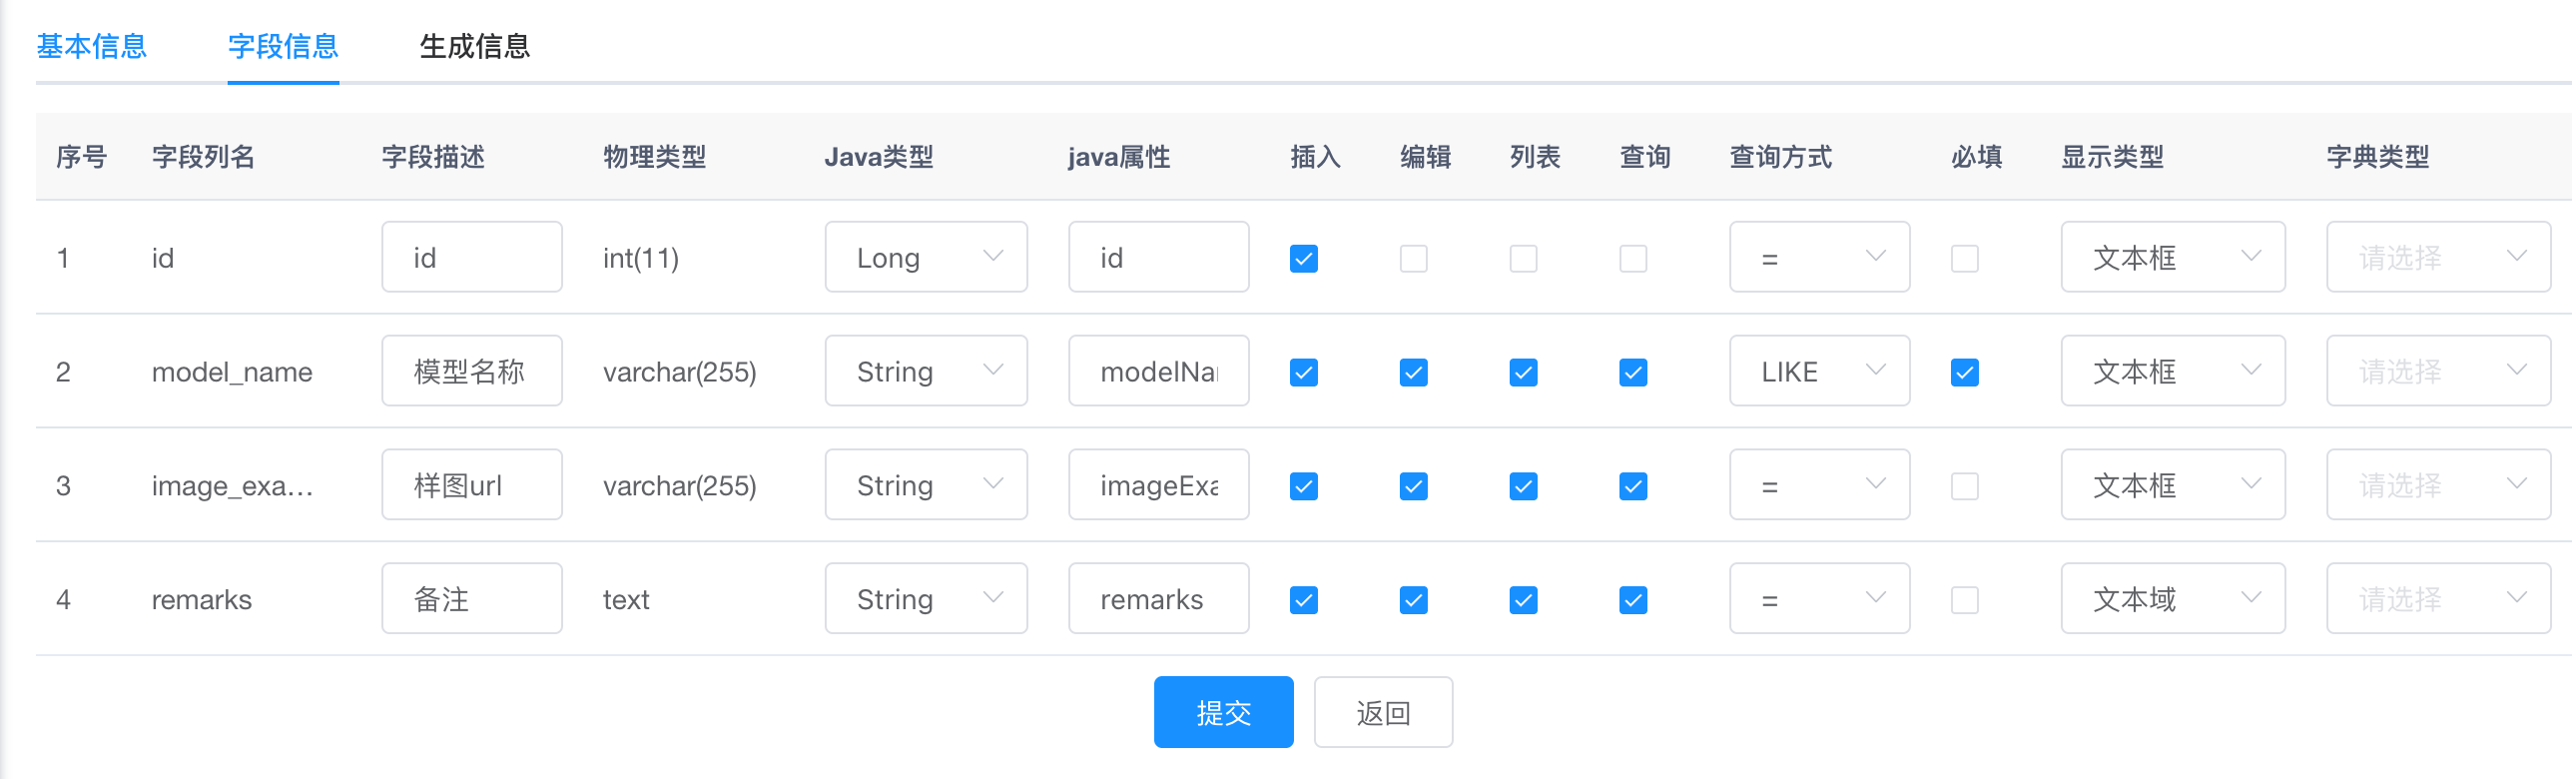 基本信息 字段信息 生成信息
序号 字段列名 字段描述 物理类型 Java类型 java属性 插入 编辑 列表 查询 查询方式 必填 显示类型 字典类型
1 id id int(11) Long id = 文本框 请选择
2 model_name 模型名称 varchar(255) String modelNa LIKE 文本框 请选择
3 image_exa... 样图url varchar(255) String imageExa = 文本框 请选择
4 remarks 备注 text String remarks = 文本域 请选择
提交 返回